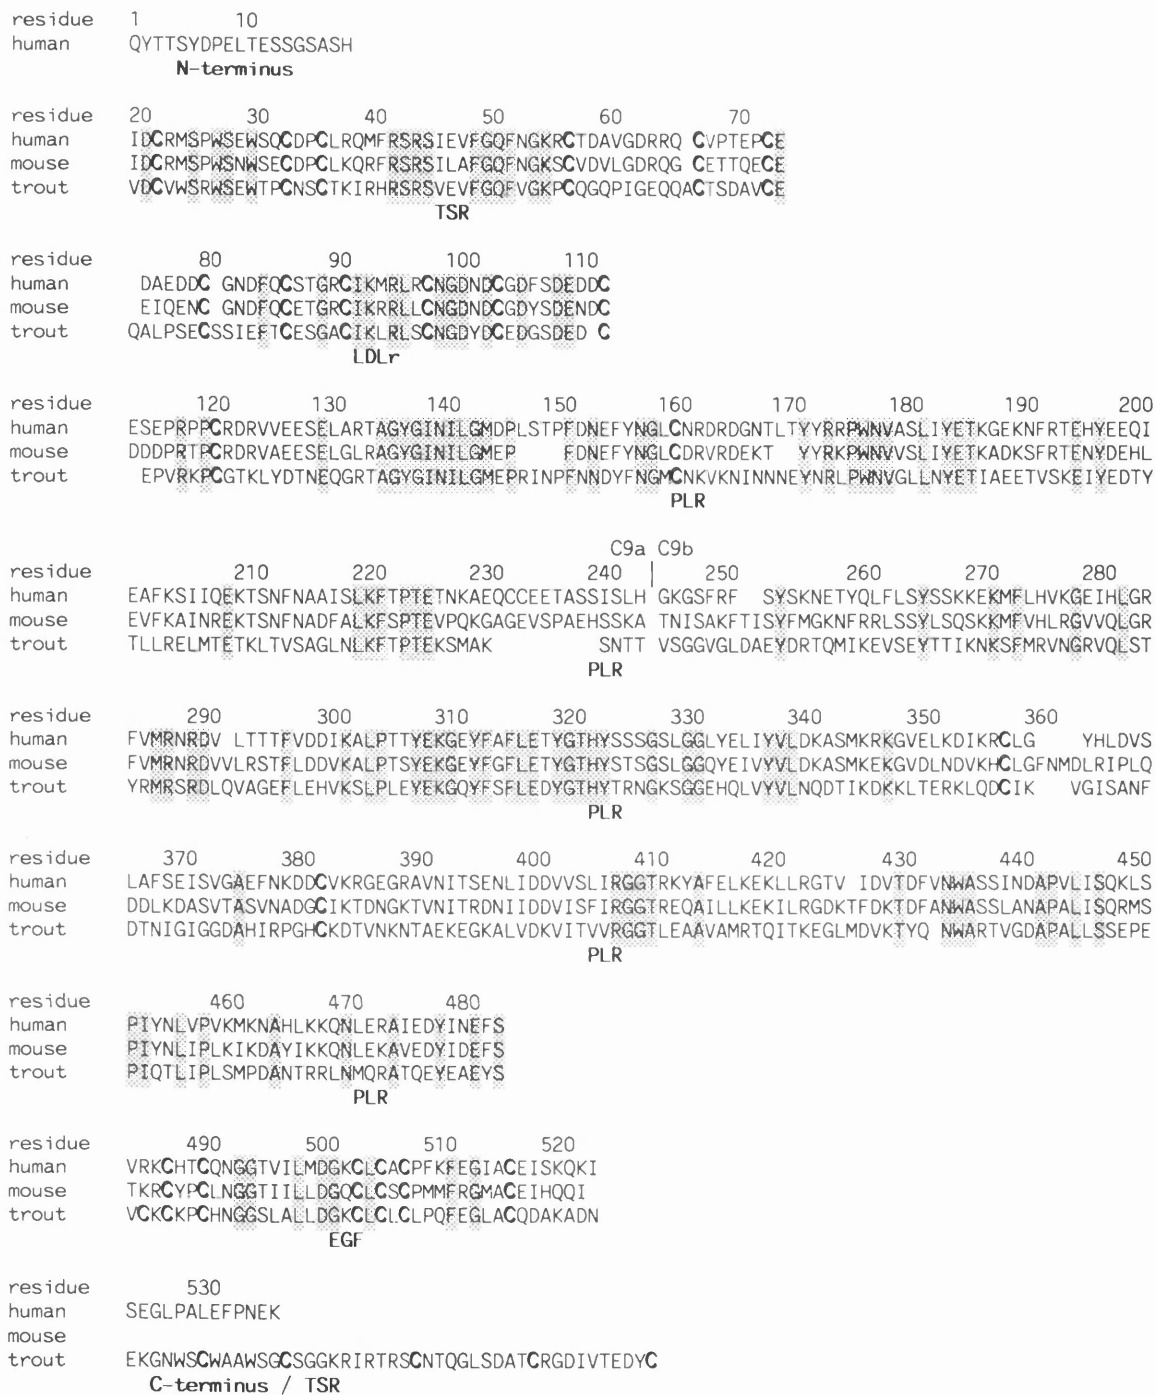 residue 1 10
human QYTTSYDPELTESSGSASH
N-terminus
residue 20 30 40 50 60 70
human IDCRMSPWSEWSQCDPCLRQMFRSRSIEVFGQFNGKRCTDAVGDRRQ CVPTEPCE
mouse IDCRMSPWSNWSECDPCLKQRFRSRSILAFGQFNGKSCVDVLGDRQG CETTQECE
trout VDCVWSRWSEWTPCNSCTKIRHRSRSVEVFGQFVGKPCQGQPIGEQQACTSDAVCE
TSR
residue 80 90 100 110
human DAEDDC GNDFQCSTGRCIKMRLRCNGDNDCGDFSDEDDC
mouse EIQENC GNDFQCETGRCIKRRLLCNGDNDCGDYSDENDC
trout QALPSECSSIEFTCESGACIKLRLSCNGDYDCEDGSDED C
LDLr
residue 120 130 140 150 160 170 180 190 200
human ESEPRPPCRDRVVEESELARTAGYGINILGMDPLSTPFDNEFYNGLCNRDRDGNTLTYYRRPWNVASLIYETKGEKNFRTEHYEEQI
mouse DDDPRTPCRDRVAEESELGLRAGYGINILGMEP FDNEFYNGLCDRVRDEKT YYRKPWNVVSLIYETKADKSFRTENYDEHL
trout EPVRKPCGTKLYDTNEQGRTAGYGINILGMEPRINPFNNDYFNGMCNKVKNINNNEYNRLPWNVGLLNYETIAEETVSKEIYEDTY
PLR
C9a | C9b
residue 210 220 230 240 250 260 270 280
human EAFKSIIQEKTSNFNAAISLKFTPTETNKAEQCCEETASSISLH GKGSFRF SYSKNETYQLFLSYSSKKEKMFLHVKGEIHLGR
mouse EVFKAINREKTSNFNADFALKFSPTEVPQKGAGEVSPAEHSSKA TNISAKFTISYFMGKNFRRLSSYLSQSKKMFVHLRGVVQLGR
trout TLLRELMTETKLTVSAGLNLKFTPTEKSMAK SNTT VSGGVGLDAEYDRTQMIKEVSEYTTIKNKSFMRVNGRVQLST
PLR
residue 290 300 310 320 330 340 350 360
human FVMRNRDV LTTTFVDDIKALPTTYEKGEYFAFLETYGTHYSSSGSLGGLYELIYVLDKASMKRKGVELKDIKRCLG YHLDVS
mouse FVMRNRDVVLRSTFLDDVKALPTSYEKGEYFGFLETYGTHYSTSGSLGGQYEIVYVLDKASMKEKGVDLNDVKHCLGFNMDLRIPLQ
trout YRMRSRDLQVAGEFLEHVKSLPLEYEKGQYFSFLEDYGTHYTRNGKSGGEHQLVYVLNQDTIKDKKLTERKLQDCIK VGISANF
PLR
residue 370 380 390 400 410 420 430 440 450
human LAFSEISVGAEFNKDDCVKRGEGRAVNITSENLIDDVVSLIRGGTRKYAFELKEKLLRGTV IDVTDFVNWASSINDAPVLISQKLS
mouse DDLKDASVTASVNADGCIKTDNGKTVNITRDNIIDDVISFIRGGTREQAILLKEKILRGDKTFDKTDFANWASSLANAPALISQRMS
trout DTNIGIGGDAHIRPGHCKDTVNKNTAEKEGKALVDKVITVVRGGTLEAAVAMRTQITKEGLMDVKTYQ NWARTVGDAPALLSSEPE
PLR
residue 460 470 480
human PIYNLVPVKMKNAHLKKQNLERAIEDYINEFS
mouse PIYNLIPLKIKDAYIKKQNLEKAVEDYIDEFS
trout PIQTLIPLSMPDANTRRLNMQRATQEYEAEYS
PLR
residue 490 500 510 520
human VRKCHTCQNGGTVILMDGKCLCACPFKFEGIACEISKQKI
mouse TKRCYPCLNGGTIILLDGQCLCSCPMMFRGMACEIHQQI
trout VCKCKPCHNGGSLALLDGKCLCLCLPQFEGLACQDAKADN
EGF
residue 530
human SEGLPALEFPNEK
mouse
trout EKGNWSCWAAWSGCSGGKRIRTRSCNTQGLSDATCRGDIVTEDYC
C-terminus / TSR